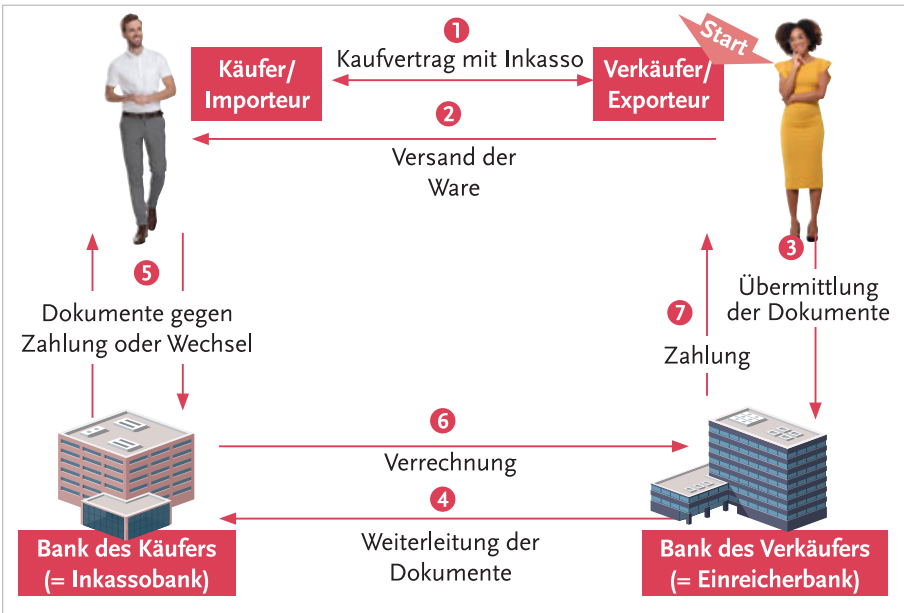 1
Kaufvertrag mit Inkasso
Käufer/
Importeur
Verkäufer/
Exporteur
Start
2
Versand der
Ware
3
Übermittlung
der Dokumente
5
Dokumente gegen
Zahlung oder Wechsel
7
Zahlung
6
Verrechnung
4
Weiterleitung der
Dokumente
Bank des Käufers
(= Inkassobank)
Bank des Verkäufers
(= Einreicherbank)